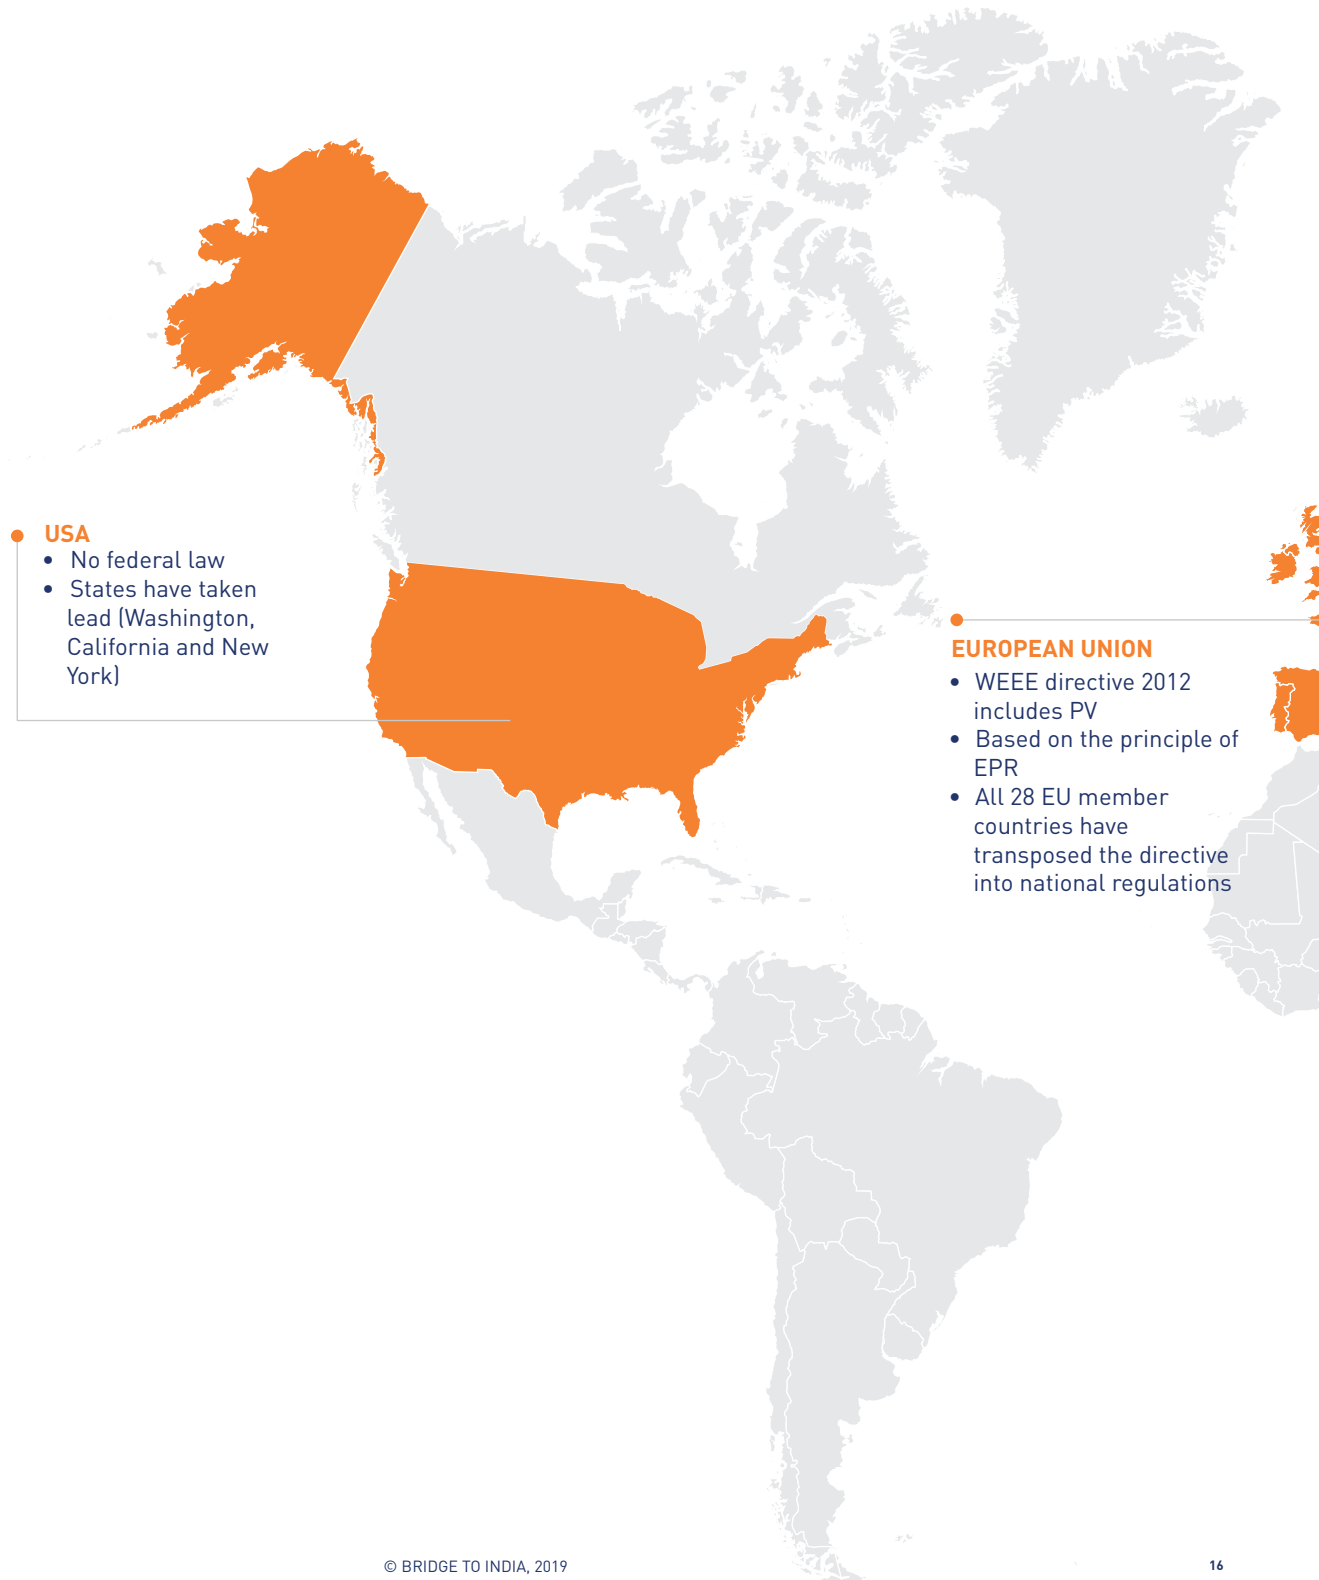 USA
• No federal law
• States have taken
lead (Washington,
California and New
York)
EUROPEAN UNION
• WEEE directive 2012
includes PV
• Based on the principle of
EPR
• All 28 EU member
countries have
transposed the directive
into national regulations
© BRIDGE TO INDIA, 2019
16